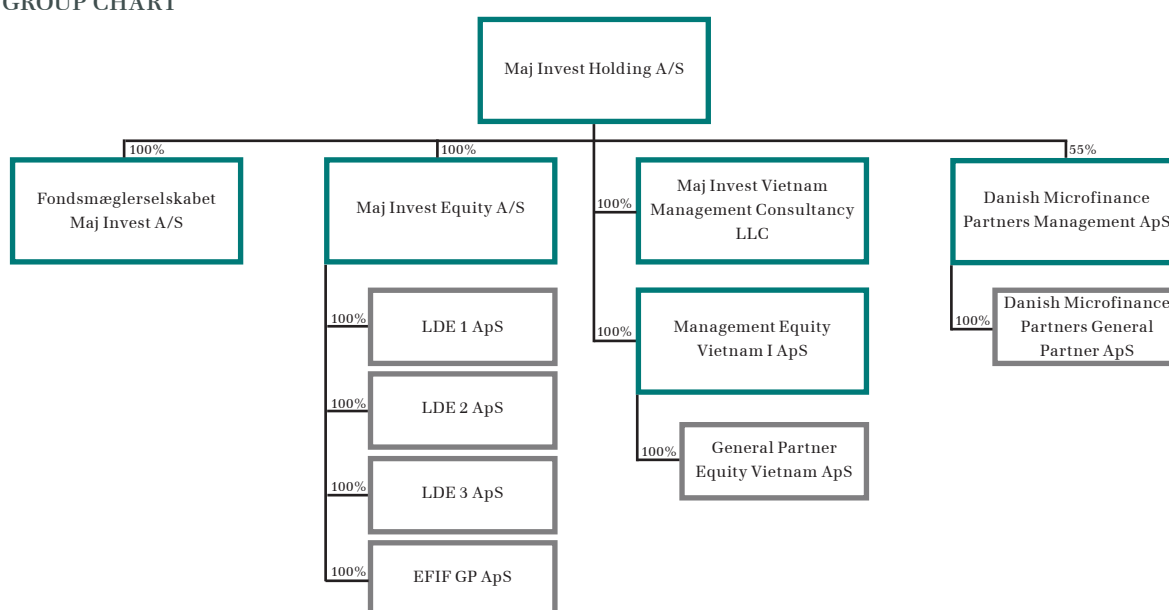 GROUP CHART
Maj Invest Holding A/S
100%
100%
55%
Fondsmæglerselskabet
Maj Invest A/S
Maj Invest Equity A/S
100%
Maj Invest Vietnam
Management Consultancy
LLC
Danish Microfinance
Partners Management ApS
100%
LDE 1 ApS
100%
LDE 2 ApS
100%
LDE 3 ApS
100%
EFIF GP ApS
100%
Management Equity
Vietnam I ApS
100%
General Partner
Equity Vietnam ApS
100%
Danish Microfinance
Partners General
Partner ApS